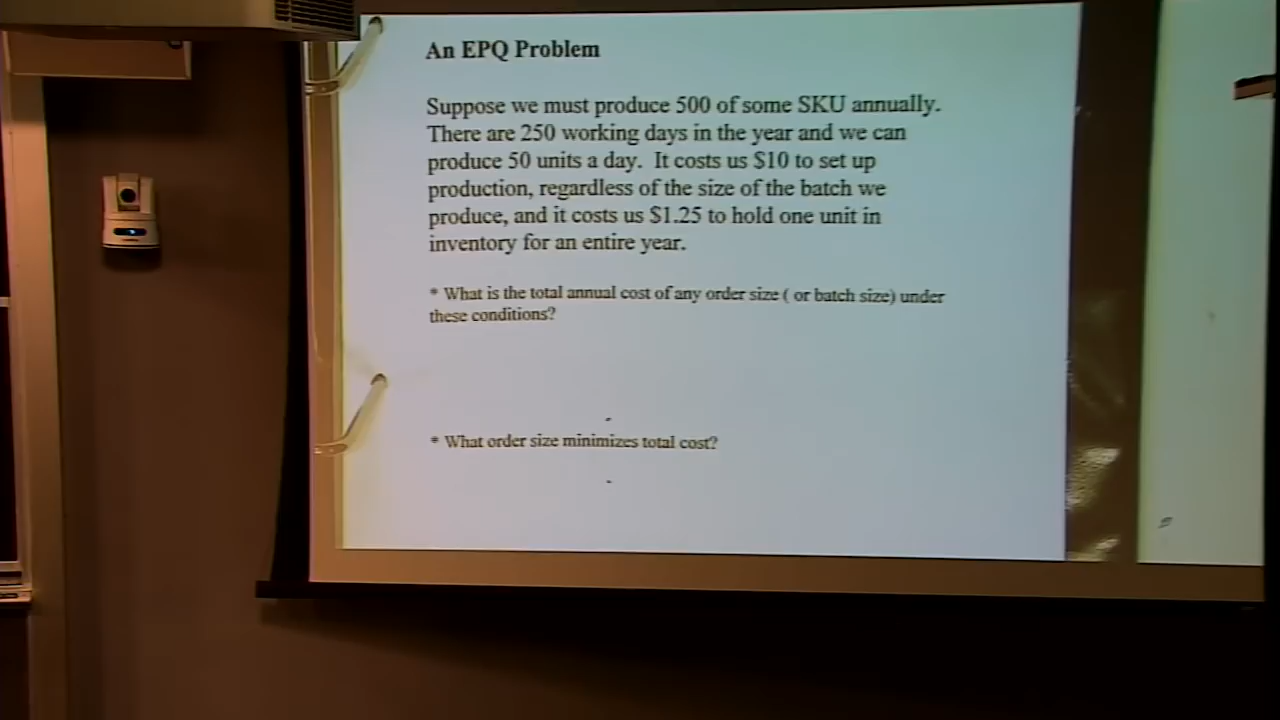 An EPQ Problem
Suppose we must produce 500 of some SKU annually.
There are 250 working days in the year and we can
produce 50 units a day. It costs us $10 to set up
production, regardless of the size of the batch we
produce, and it costs us $1.25 to hold one unit in
inventory for an entire year.
* What is the total annual cost of any order size ( or batch size) under
these conditions?
* What order size minimizes total cost?